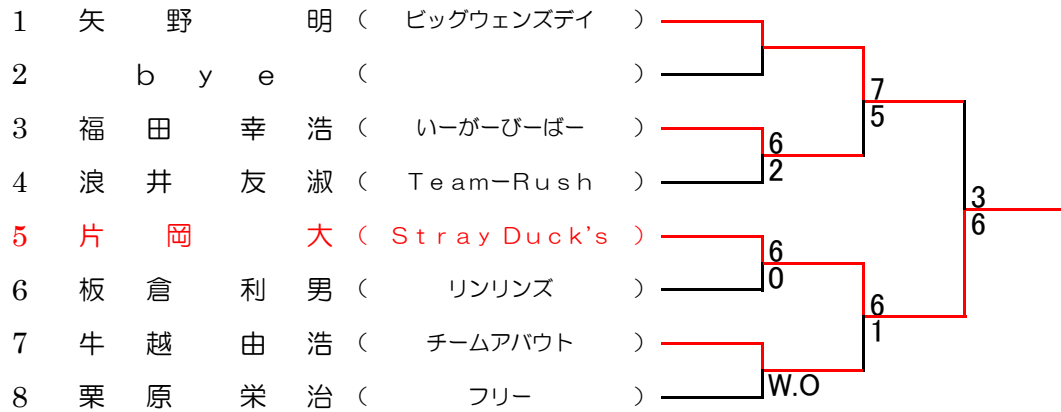 1 矢野 明 （ ビッグウェンズデイ ）
2 ｂｙｅ （ ）
7
5
3 福田 幸浩 （ いーがーびーばー ）
6
2
4 浪井 友淑 （ Ｔｅａｍ－Ｒｕｓｈ ）
3
6
5 片岡 大 （ Ｓｔｒａｙ Ｄｕｃｋ’ｓ ）
6
0
6 板倉 利男 （ リンリンズ ）
6
1
7 牛越 由浩 （ チームアバウト ）
W.O
8 栗原 栄治 （ フリー ）